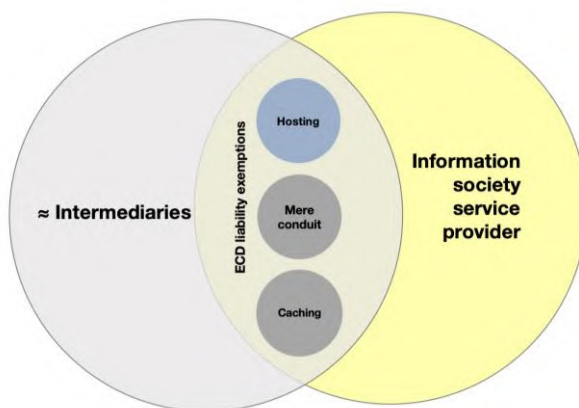 ≈ Intermediaries
ECD liability exemptions
Hosting
Mere
conduit
Caching
Information
society
service
provider